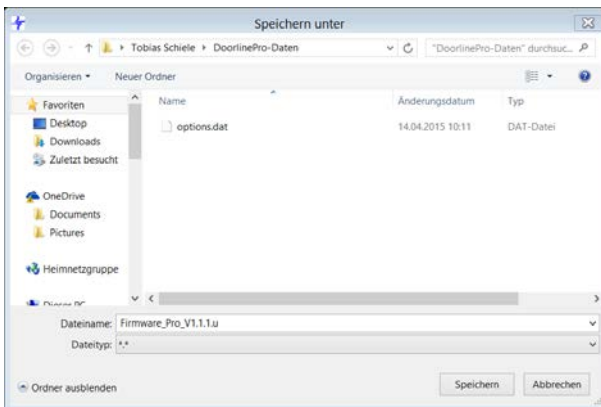 Speichern unter
Tobias Schiele ▸ DoorlinePro-Daten
"DoorlinePro-Daten" durchsuc...
Organisieren
Neuer Ordner
Name
Änderungsdatum
Typ
options.dat
14.04.2015 10:11
DAT-Datei
Favoriten
Desktop
Downloads
Zuletzt besucht
OneDrive
Documents
Pictures
Heimnetzgruppe
Dieser PC
Dateiname: Firmware_Pro_V1.1.1.u
Dateityp: *.*
Ordner ausblenden
Speichern
Abbrechen